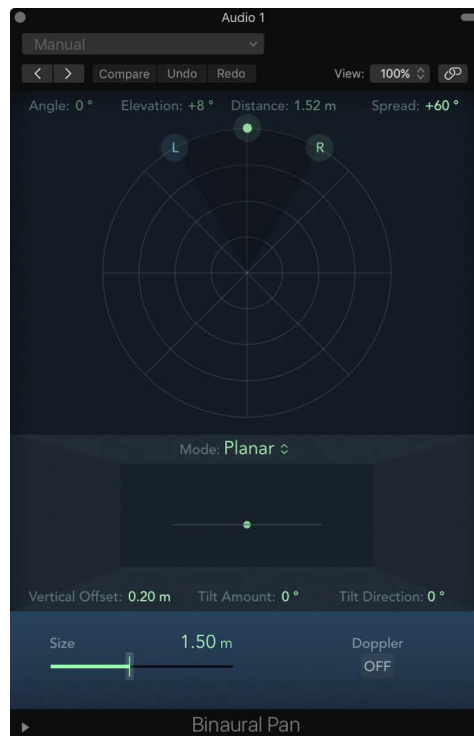 Audio 1
Manual
Compare Undo Redo View: 100%
Angle: 0 ° Elevation: +8 ° Distance: 1.52 m Spread: +60 °
L R
Mode: Planar
Vertical Offset: 0.20 m Tilt Amount: 0 ° Tilt Direction: 0 °
Size 1.50 m Doppler
OFF
Binaural Pan